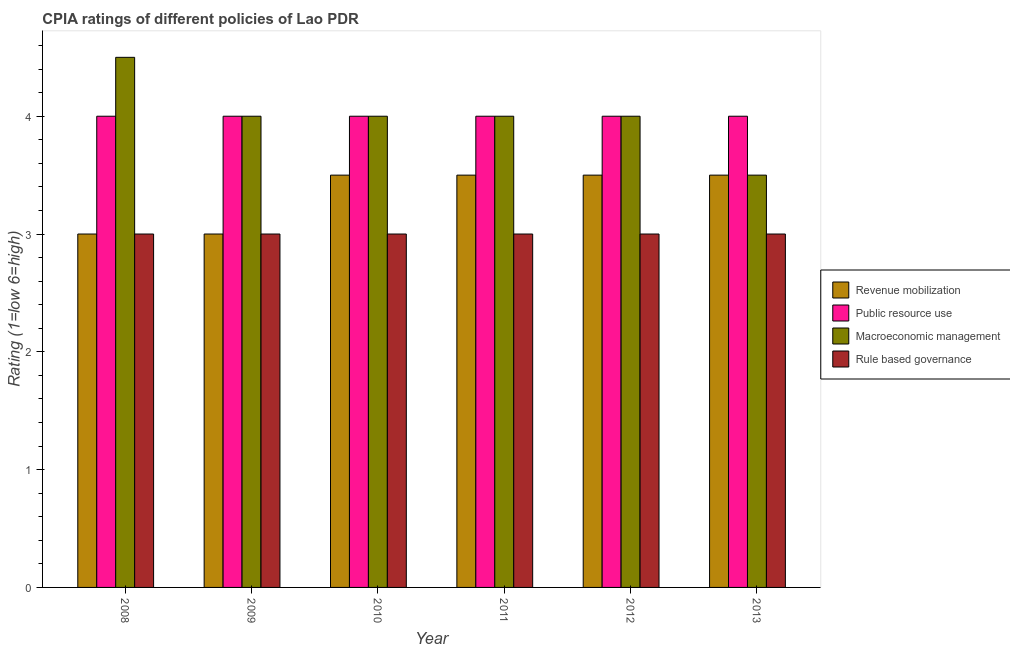 CPIA ratings of different policies of Lao PDR
Rating (1=low 6=high)
4
3
2
1
0
2008
2009
2010
2011
2012
2013
Year
Revenue mobilization
Public resource use
Macroeconomic management
Rule based governance